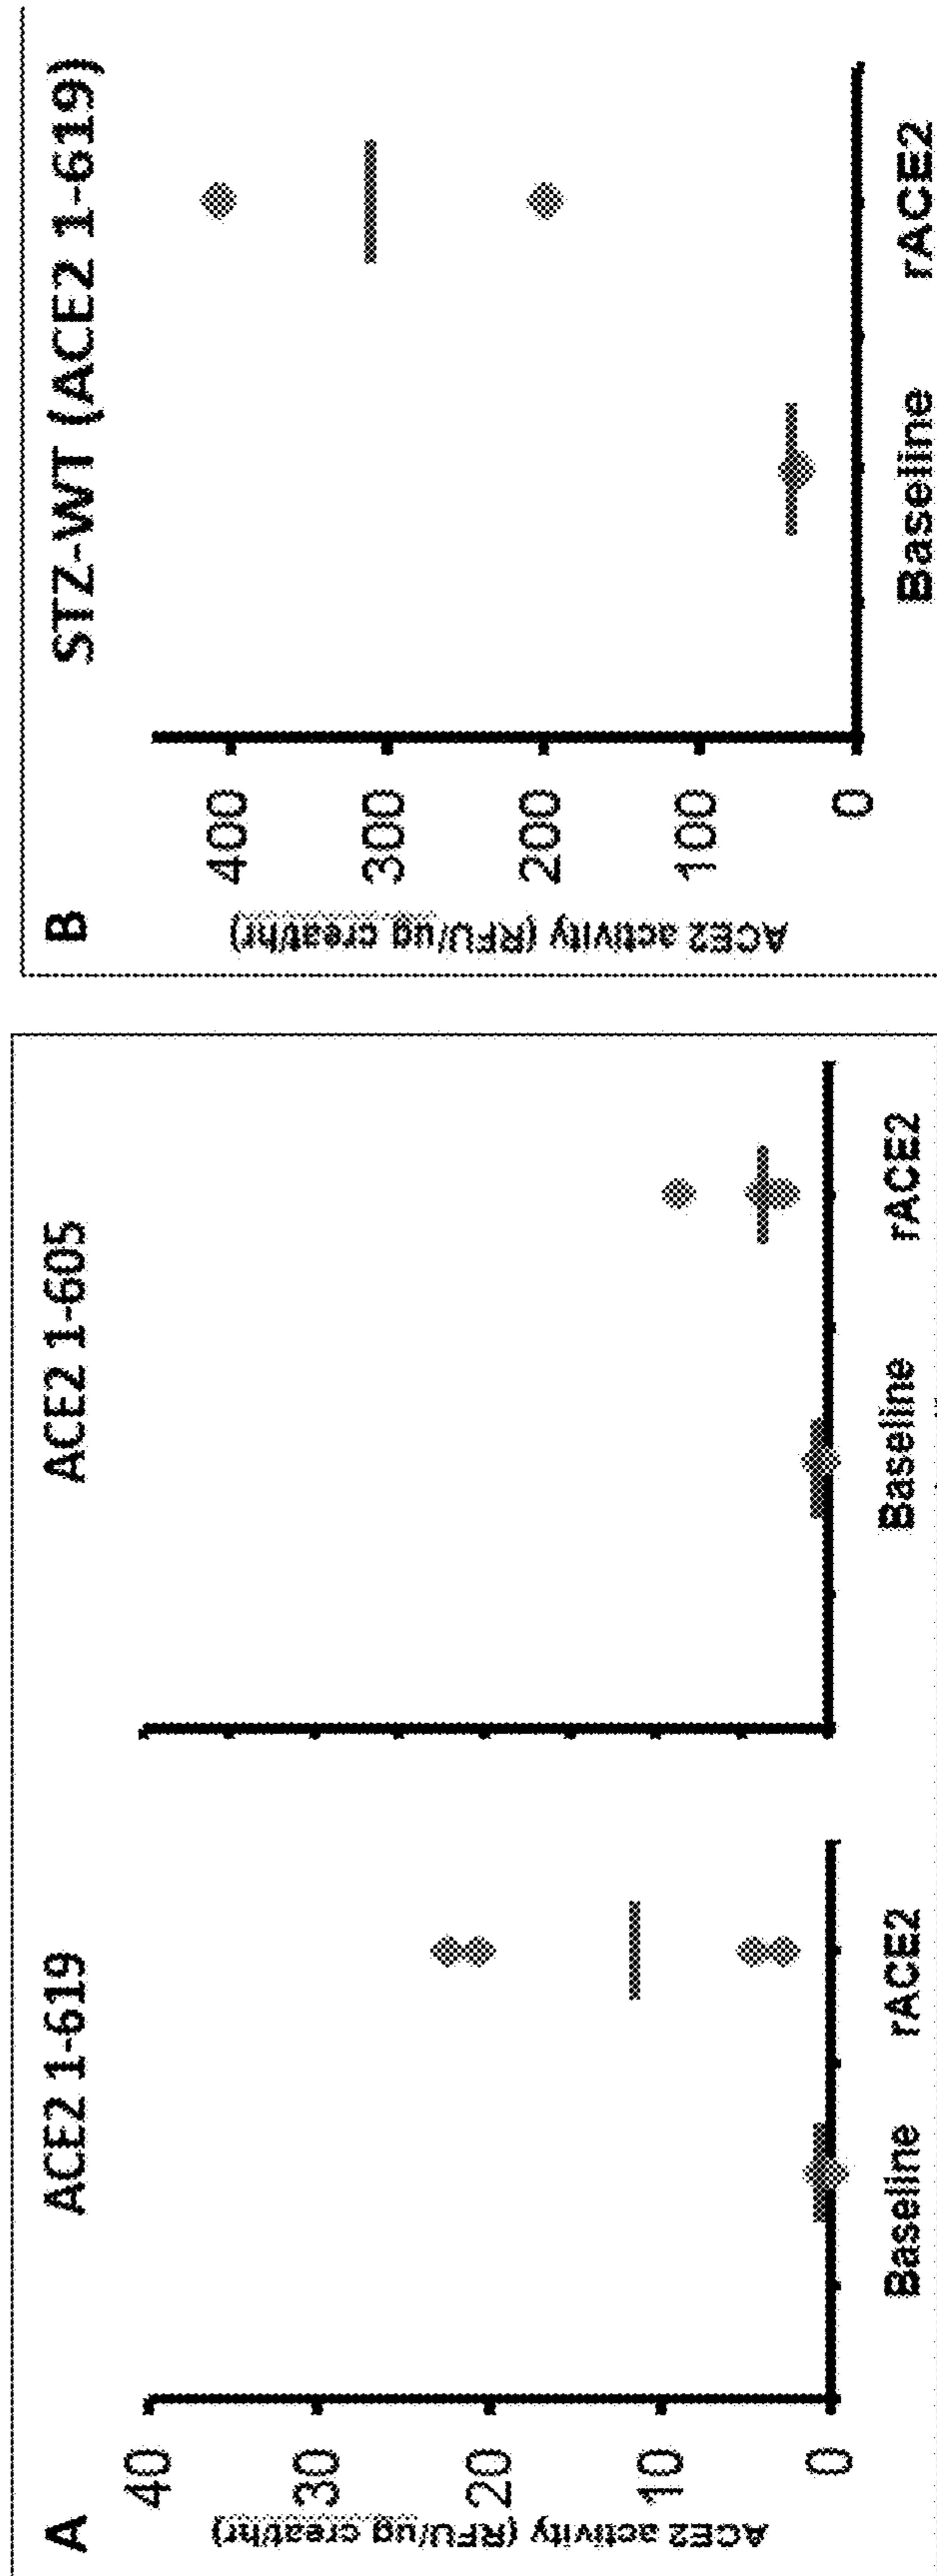 A
ACE2 1-619
ACE2 activity (RFU/ug creat/hr)
40
30
20
10
0
Baseline
rACE2
ACE2 1-605
Baseline
rACE2
B
STZ-WT (ACE2 1-619)
ACE2 activity (RFU/ug creat/hr)
400
300
200
100
0
Baseline
rACE2